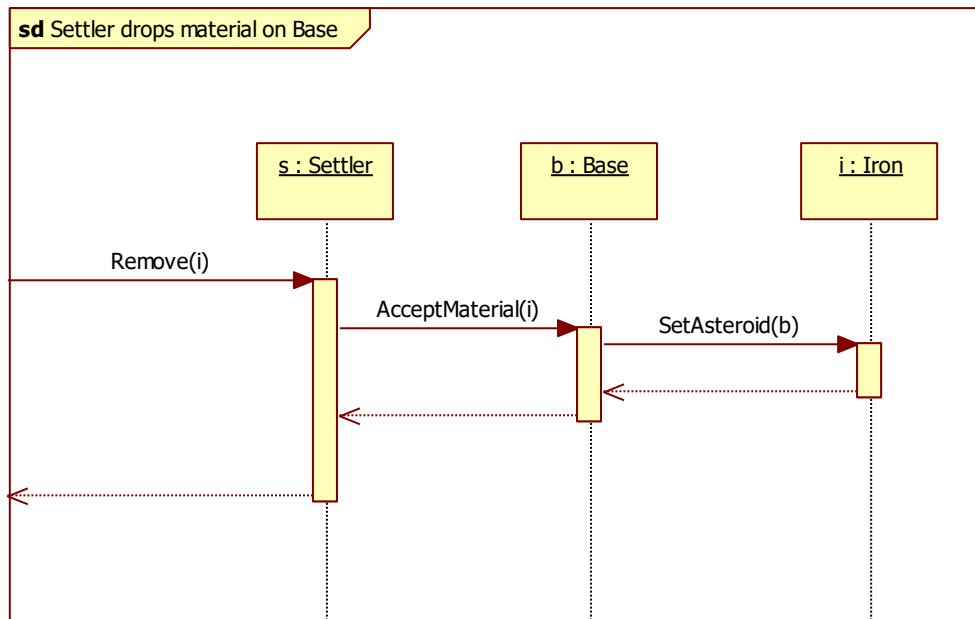 sd Settler drops material on Base
s : Settler
b : Base
i : Iron
Remove(i)
AcceptMaterial(i)
SetAsteroid(b)